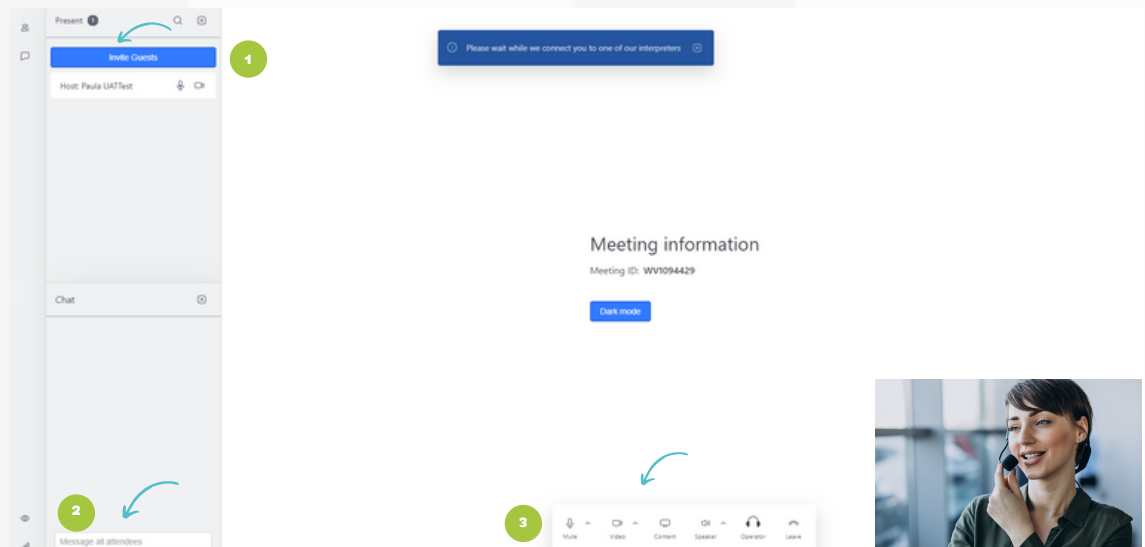 Present 1
Invite Guests
1
Host: Paula UATTest
Please wait while we connect you to one of our interpreters
Meeting information
Meeting ID: WV1094429
Dark mode
Chat
2
Message all attendees
3
Mute
Video
Content
Speaker
Operator
Leave